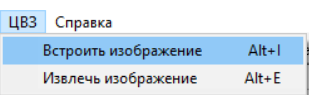 ЦВЗ Справка
Встроить изображение Alt+I
Извлечь изображение Alt+E